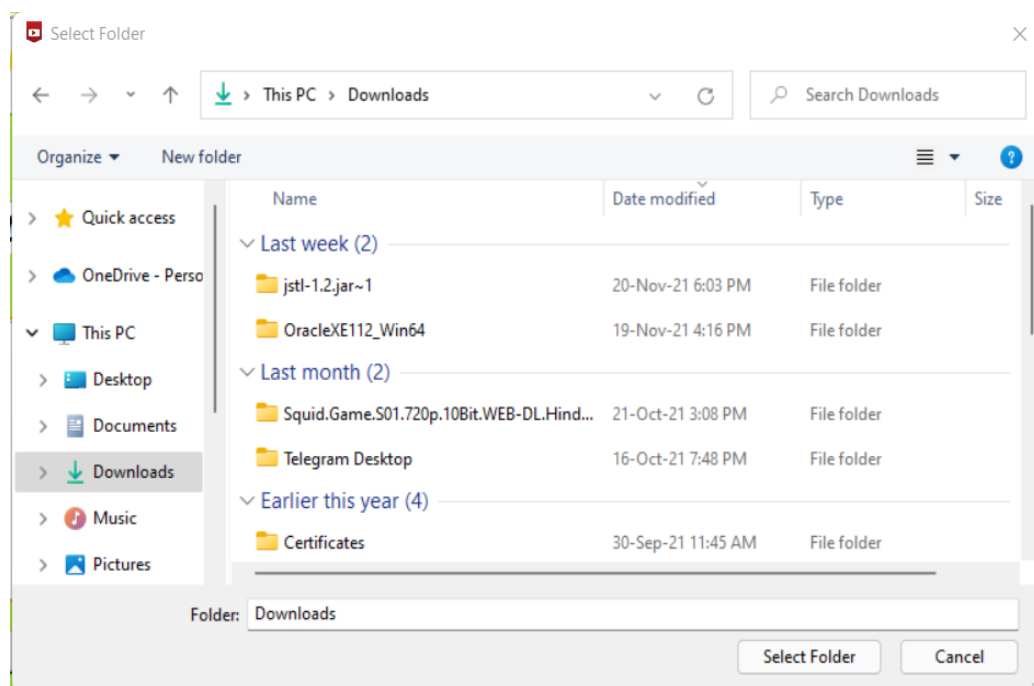 Select Folder
This PC > Downloads
Search Downloads
Organize New folder
Quick access
OneDrive - Perso
This PC
Desktop
Documents
Downloads
Music
Pictures
Name Date modified Type Size
Last week (2)
jstl-1.2.jar~1 20-Nov-21 6:03 PM File folder
OracleXE112_Win64 19-Nov-21 4:16 PM File folder
Last month (2)
Squid.Game.S01.720p.10Bit.WEB-DL.Hind... 21-Oct-21 3:08 PM File folder
Telegram Desktop 16-Oct-21 7:48 PM File folder
Earlier this year (4)
Certificates 30-Sep-21 11:45 AM File folder
Folder: Downloads
Select Folder Cancel